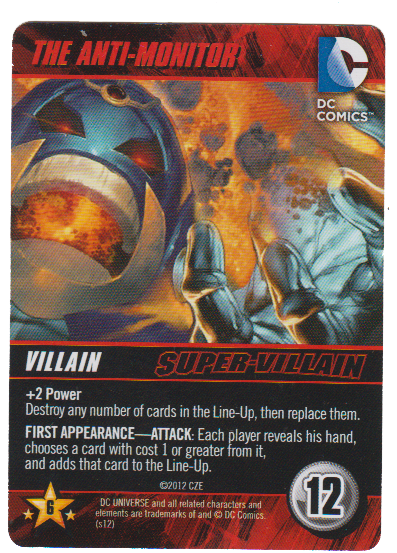 THE ANTI-MONITOR
DC
DC
COMICS™
VILLAIN
SUPER-VILLAIN
+2 Power
Destroy any number of cards in the Line-Up, then replace them.
FIRST APPEARANCE—ATTACK: Each player reveals his hand,
chooses a card with cost 1 or greater from it,
and adds that card to the Line-Up.
©2012 CZE
6
DC UNIVERSE and all related characters and
elements are trademarks of and © DC Comics.
(s12)
12